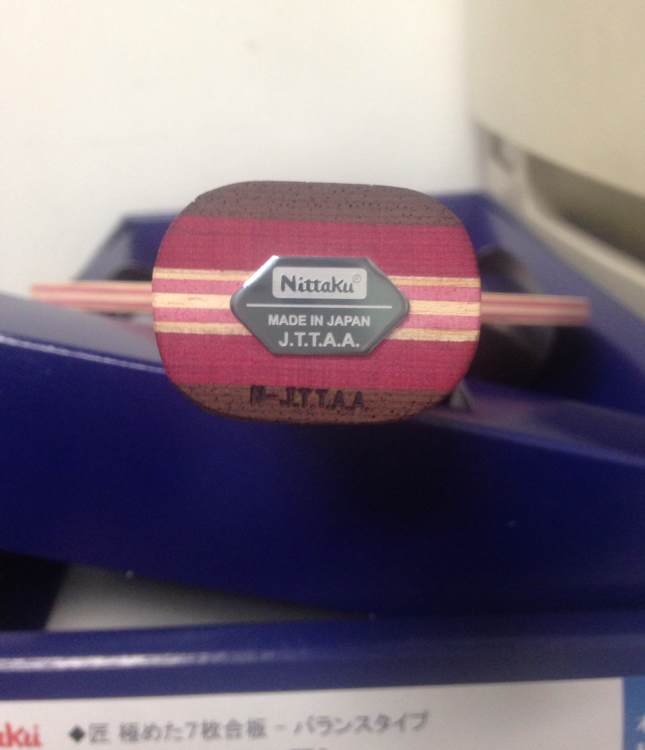 Nittaku©
MADE IN JAPAN
J.T.T.A.A.
N-J.T.T.A.A
aku ◆匠 極めた7枚合板 - バランスタイプ